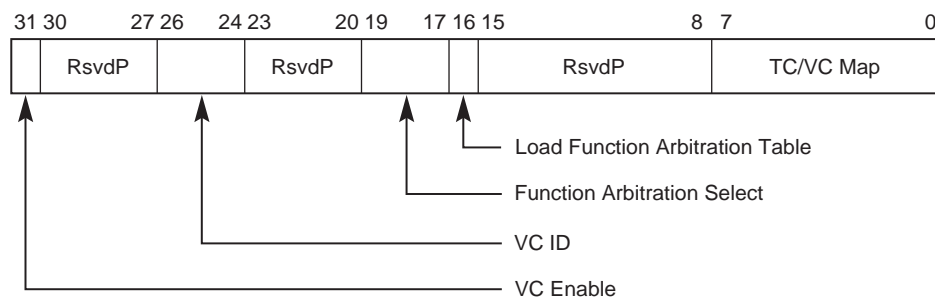 31 30 27 26 24 23 20 19 17 16 15 8 7 0
RsvdP RsvdP RsvdP TC/VC Map
Load Function Arbitration Table
Function Arbitration Select
VC ID
VC Enable